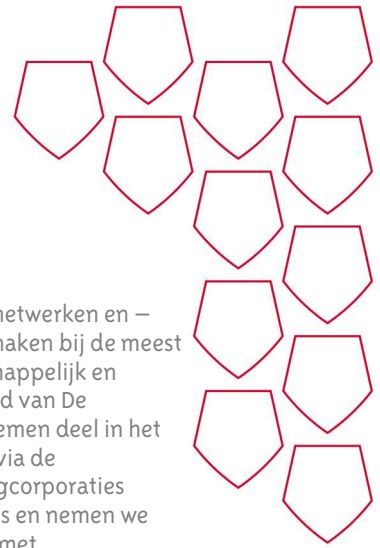 netwerken en –
maken bij de meest
happelijk en
d van De
emen deel in het
via de
gcorporaties
s en nemen we
met